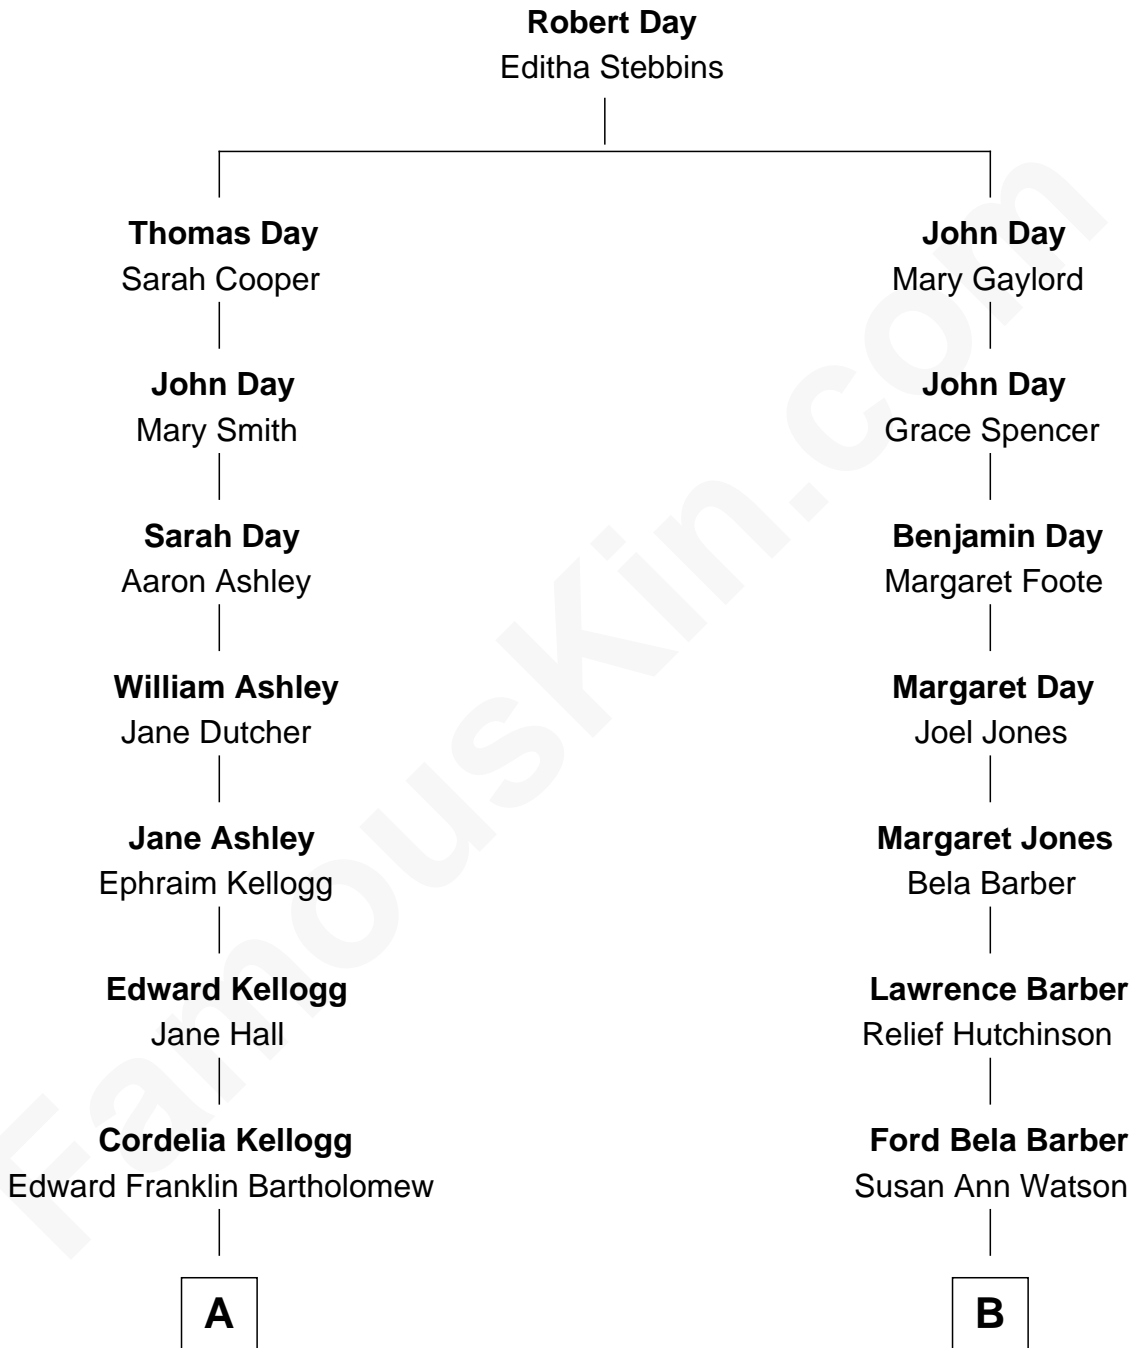 Robert Day
Editha Stebbins
Thomas Day
Sarah Cooper
John Day
Mary Gaylord
John Day
Mary Smith
John Day
Grace Spencer
Sarah Day
Aaron Ashley
Benjamin Day
Margaret Foote
William Ashley
Jane Dutcher
Margaret Day
Joel Jones
Jane Ashley
Ephraim Kellogg
Margaret Jones
Bela Barber
Edward Kellogg
Jane Hall
Lawrence Barber
Relief Hutchinson
Cordelia Kellogg
Edward Franklin Bartholomew
Ford Bela Barber
Susan Ann Watson
A
B
FamousKin.com